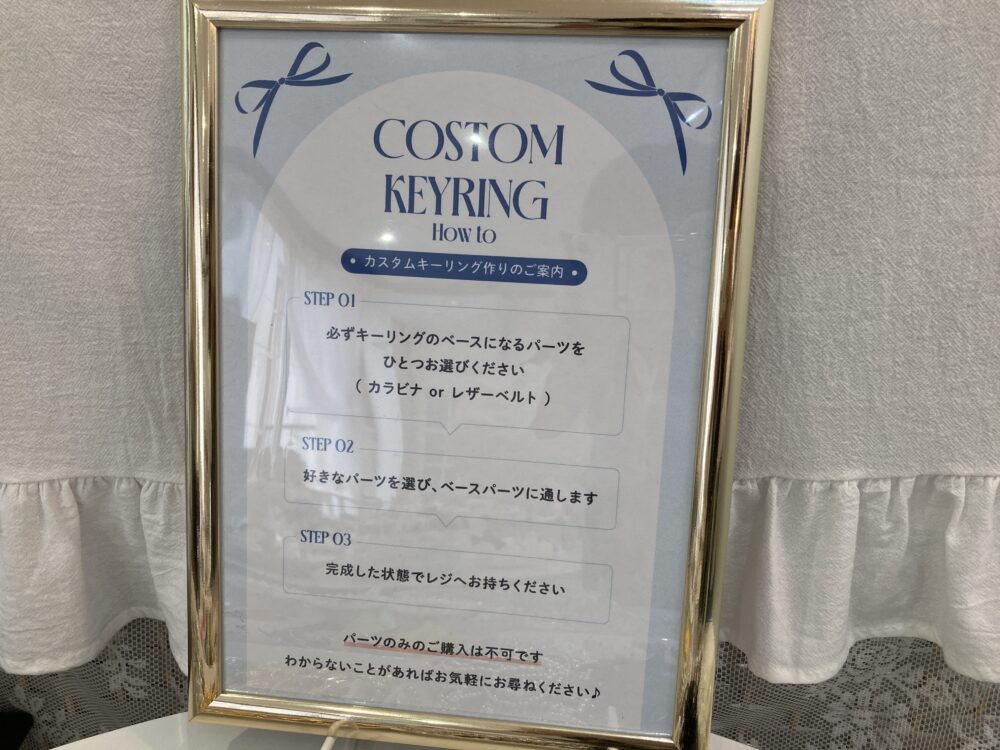 COSTOM
KEYRING
How to
• カスタムキーリング作りのご案内 •
STEP 01
必ずキーリングのベースになるパーツを
ひとつお選びください
( カラビナ or レザーベルト )
STEP 02
好きなパーツを選び、ベースパーツに通します
STEP 03
完成した状態でレジへお持ちください
パーツのみのご購入は不可です
わからないことがあればお気軽にお尋ねください♪